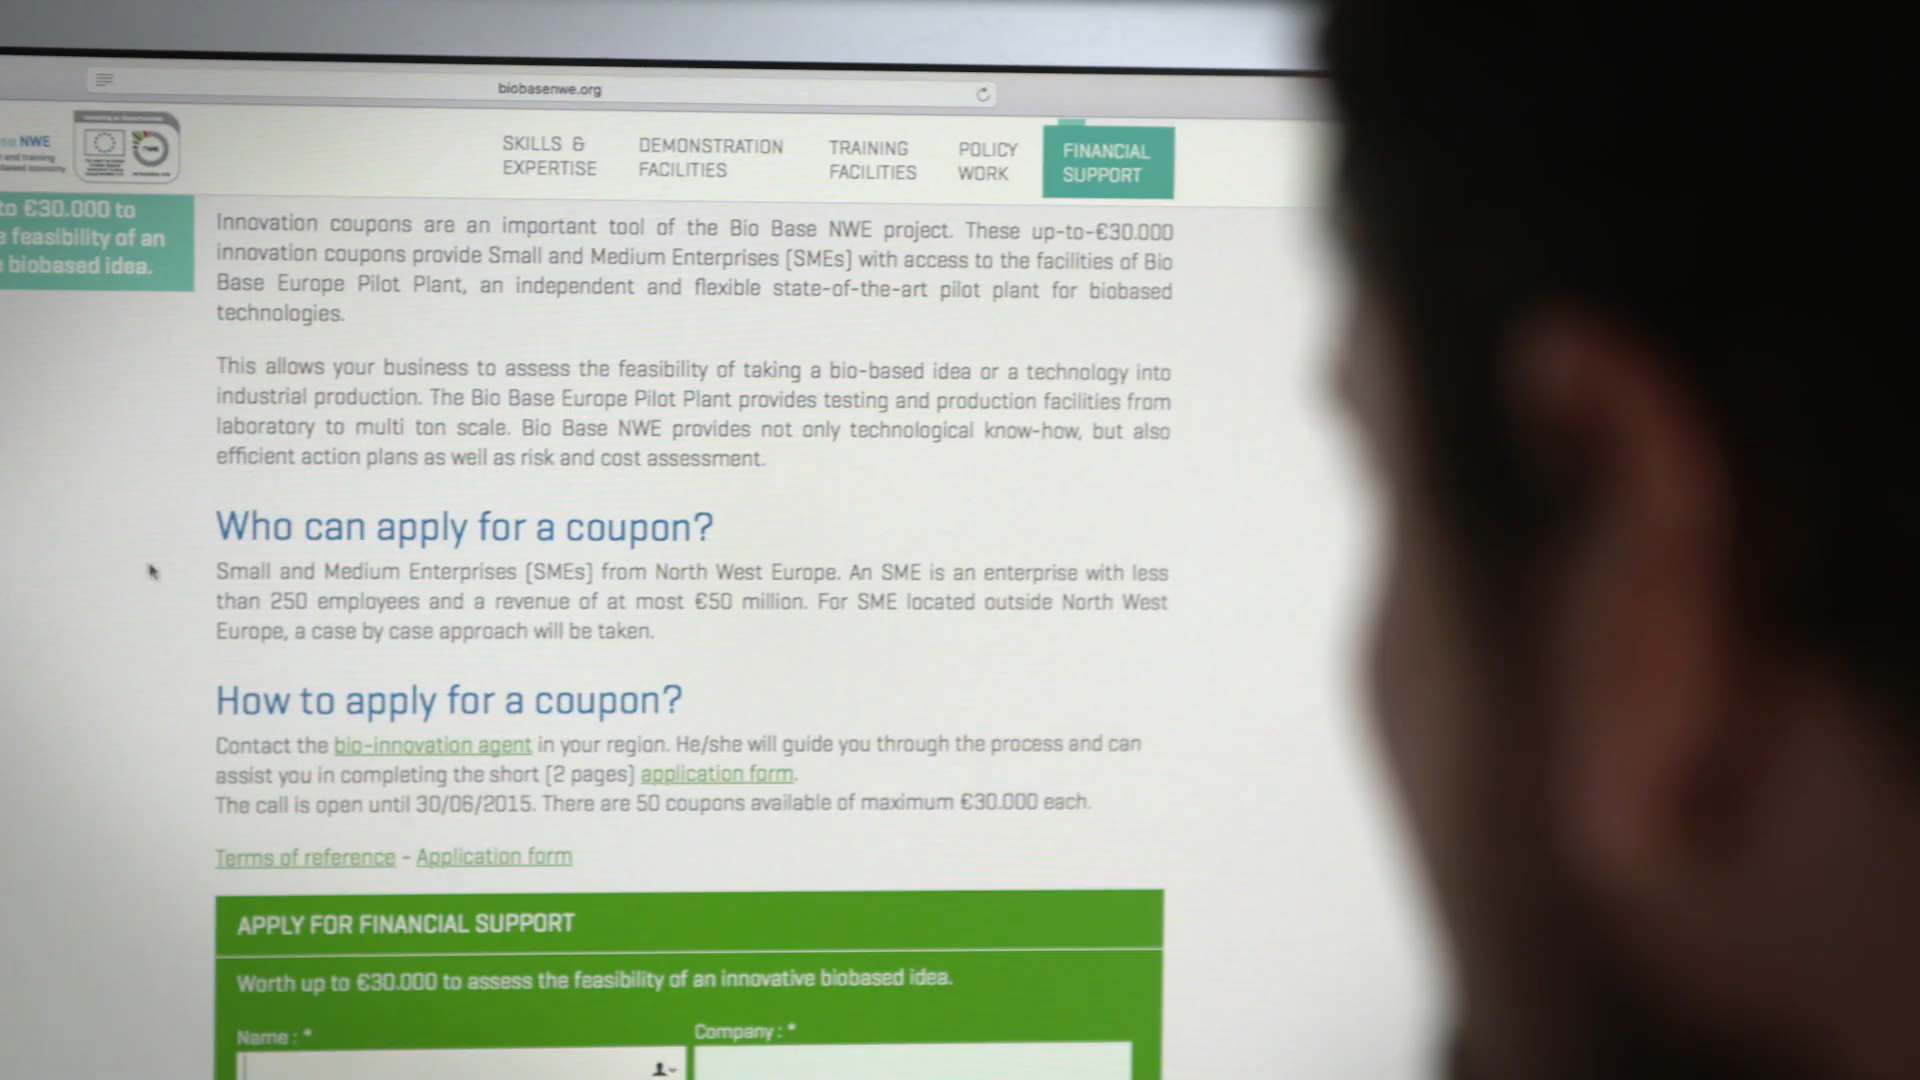 biobasenwe.org
NWE
and training
SKILLS &
EXPERTISE
DEMONSTRATION
FACILITIES
TRAINING
FACILITIES
POLICY
WORK
FINANCIAL
SUPPORT
to €30.000 to
feasibility of an
biobased idea.
Innovation coupons are an important tool of the Bio Base NWE project. These up-to-€30.000
innovation coupons provide Small and Medium Enterprises (SMEs) with access to the facilities of Bio
Base Europe Pilot Plant, an independent and flexible state-of-the-art pilot plant for biobased
technologies.
This allows your business to assess the feasibility of taking a bio-based idea or a technology into
industrial production. The Bio Base Europe Pilot Plant provides testing and production facilities from
laboratory to multi ton scale. Bio Base NWE provides not only technological know-how, but also
efficient action plans as well as risk and cost assessment.
Who can apply for a coupon?
Small and Medium Enterprises (SMEs) from North West Europe. An SME is an enterprise with less
than 250 employees and a revenue of at most €50 million. For SME located outside North West
Europe, a case by case approach will be taken.
How to apply for a coupon?
Contact the bio-innovation agent in your region. He/she will guide you through the process and can
assist you in completing the short (2 pages) application form.
The call is open until 30/06/2015. There are 50 coupons available of maximum €30.000 each.
Terms of reference - Application form
APPLY FOR FINANCIAL SUPPORT
Worth up to €30.000 to assess the feasibility of an innovative biobased idea.
Name : *
Company : *